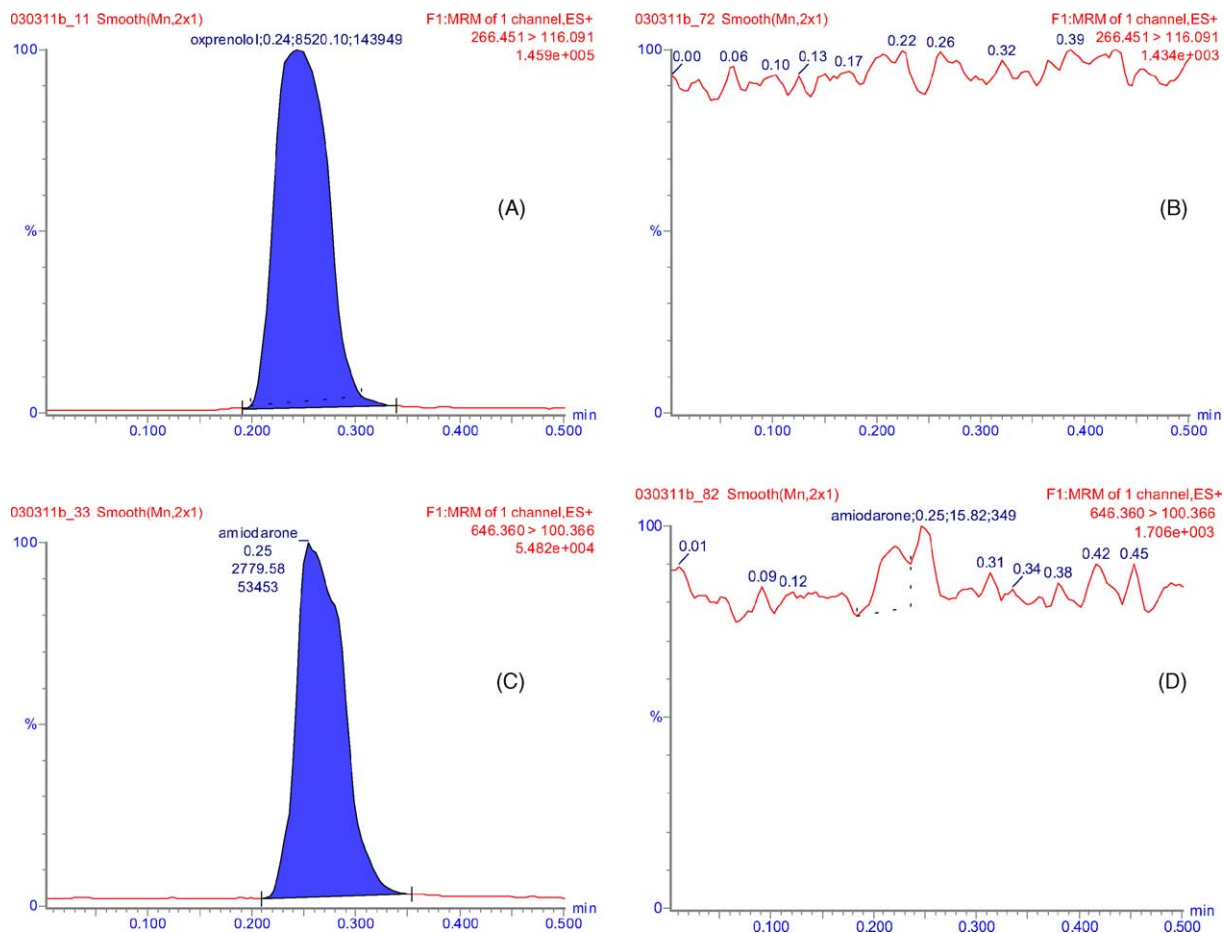 030311b_11 Smooth(Mn,2x1)
F1:MRM of 1 channel,ES+
oxprenolol;0.24;8520.10;143949
266.451 > 116.091
1.459e+005
100
%
0
(A)
min
0.100 0.200 0.300 0.400 0.500
030311b_72 Smooth(Mn,2x1)
F1:MRM of 1 channel,ES+
266.451 > 116.091
1.434e+003
100
0.00 0.06 0.10 0.13 0.17 0.22 0.26 0.32 0.39
%
0
(B)
min
0.100 0.200 0.300 0.400 0.500
030311b_33 Smooth(Mn,2x1)
F1:MRM of 1 channel,ES+
646.360 > 100.366
5.482e+004
100
amiodarone
0.25
2779.58
53453
%
0
(C)
min
0.100 0.200 0.300 0.400 0.500
030311b_82 Smooth(Mn,2x1)
F1:MRM of 1 channel,ES+
646.360 > 100.366
amiodarone;0.25;15.82;349
1.706e+003
100
0.01 0.09 0.12 0.31 0.34 0.38 0.42 0.45
%
0
(D)
min
0.100 0.200 0.300 0.400 0.500